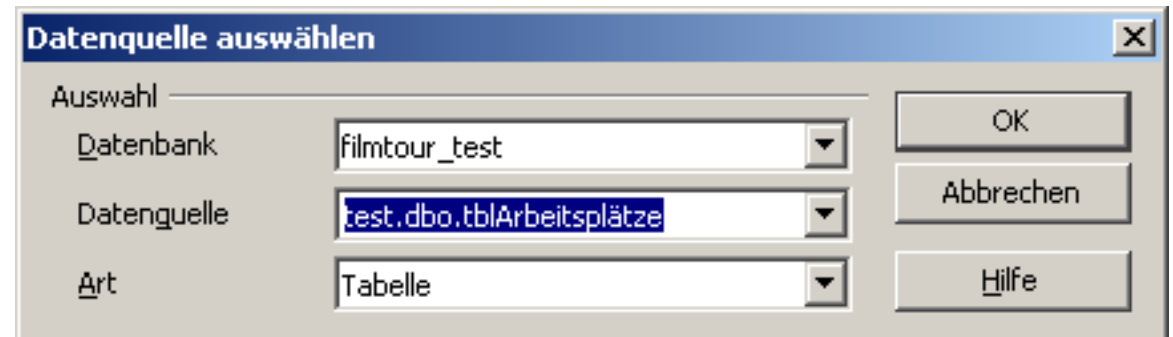 Datenquelle auswählen
Auswahl
OK
Datenbank filmtour_test
Abbrechen
Datenquelle test.dbo.tblArbeitsplätze
Art Tabelle
Hilfe